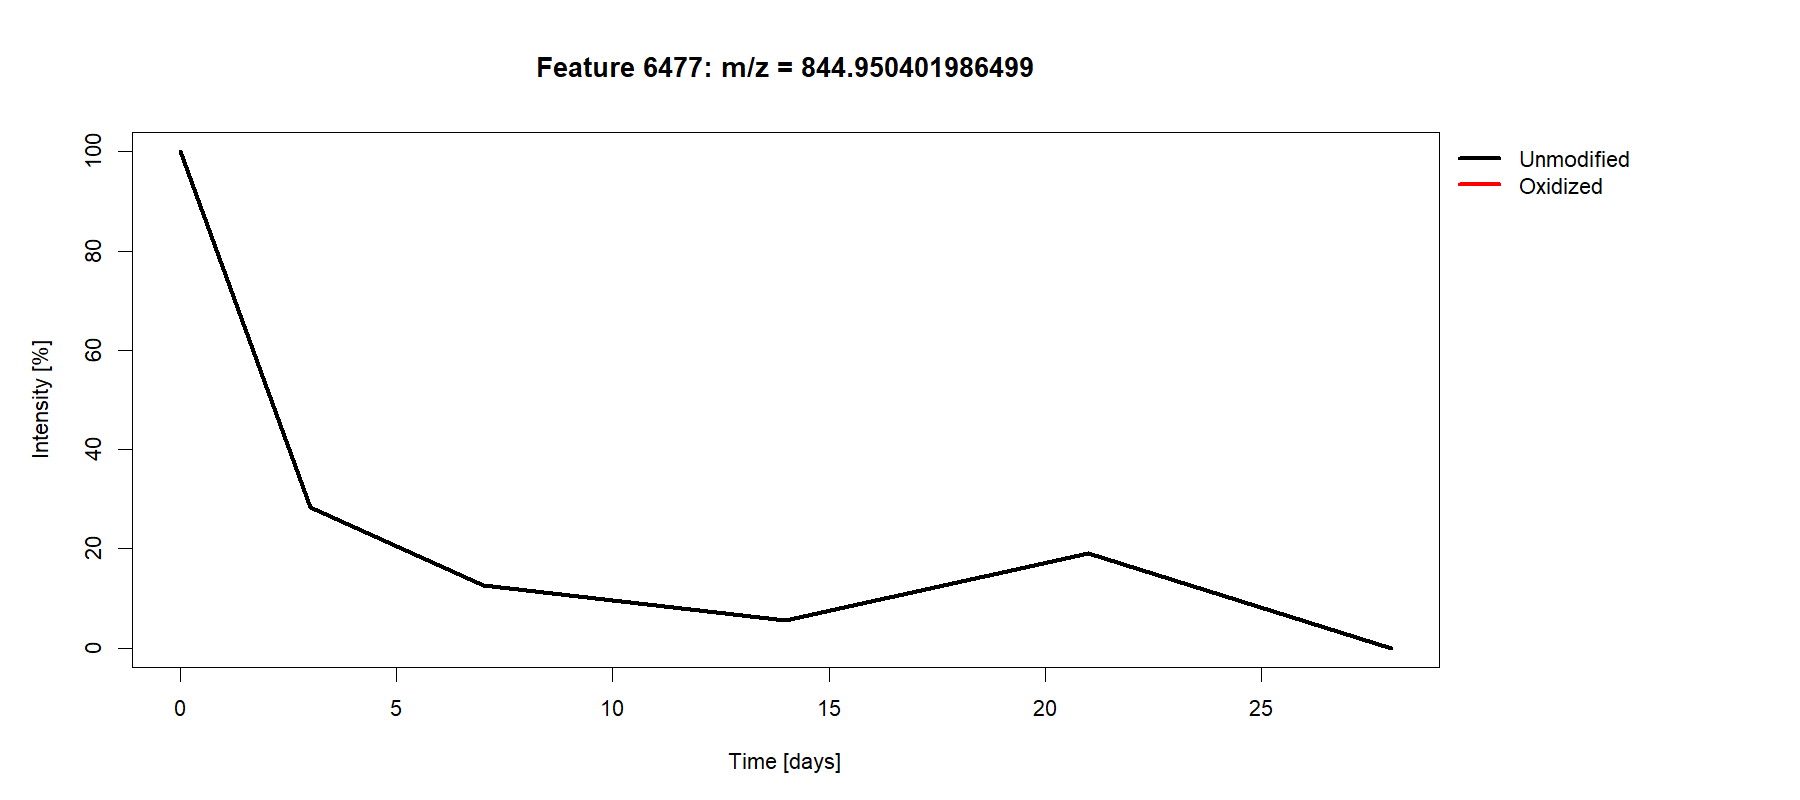 Feature 6477: m/z = 844.950401986499
Unmodified
Oxidized
100
80
60
40
20
0
Intensity [%]
0 5 10 15 20 25
Time [days]